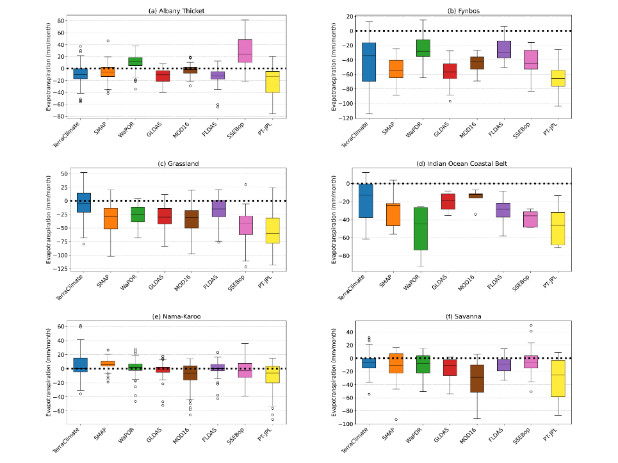 (a) Albany Thicket
Evapotranspiration (mm/month)
80
60
40
20
0
−20
−40
−60
−80
TerraClimate
SMAP
WaPOR
GLDAS
MOD16
FLDAS
SSEBop
PT-JPL
(b) Fynbos
Evapotranspiration (mm/month)
20
0
−20
−40
−60
−80
−100
−120
TerraClimate
SMAP
WaPOR
GLDAS
MOD16
FLDAS
SSEBop
PT-JPL
(c) Grassland
Evapotranspiration (mm/month)
50
25
0
−25
−50
−75
−100
−125
TerraClimate
SMAP
WaPOR
GLDAS
MOD16
FLDAS
SSEBop
PT-JPL
(d) Indian Ocean Coastal Belt
Evapotranspiration (mm/month)
0
−20
−40
−60
−80
TerraClimate
SMAP
WaPOR
GLDAS
MOD16
FLDAS
SSEBop
PT-JPL
(e) Nama-Karoo
Evapotranspiration (mm/month)
60
40
20
0
−20
−40
−60
TerraClimate
SMAP
WaPOR
GLDAS
MOD16
FLDAS
SSEBop
PT-JPL
(f) Savanna
Evapotranspiration (mm/month)
40
20
0
−20
−40
−60
−80
−100
TerraClimate
SMAP
WaPOR
GLDAS
MOD16
FLDAS
SSEBop
PT-JPL